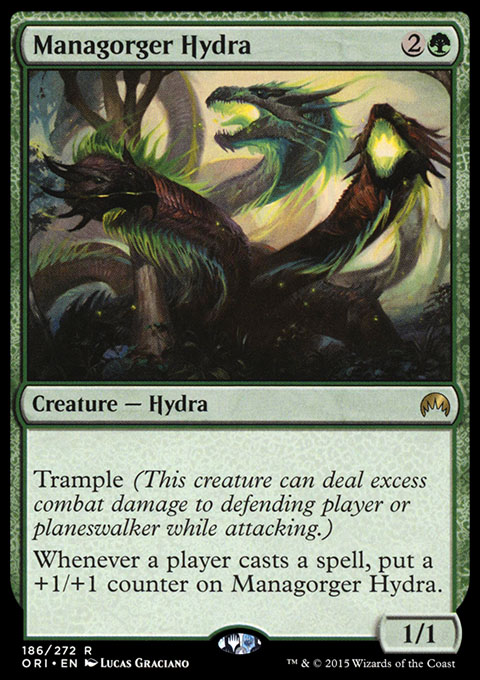 Managorger Hydra 2
Creature — Hydra
Trample (This creature can deal excess
combat damage to defending player or
planeswalker while attacking.)
Whenever a player casts a spell, put a
+1/+1 counter on Managorger Hydra.
1/1
186/272 R
ORI • EN Lucas Graciano
™ & © 2015 Wizards of the Coast